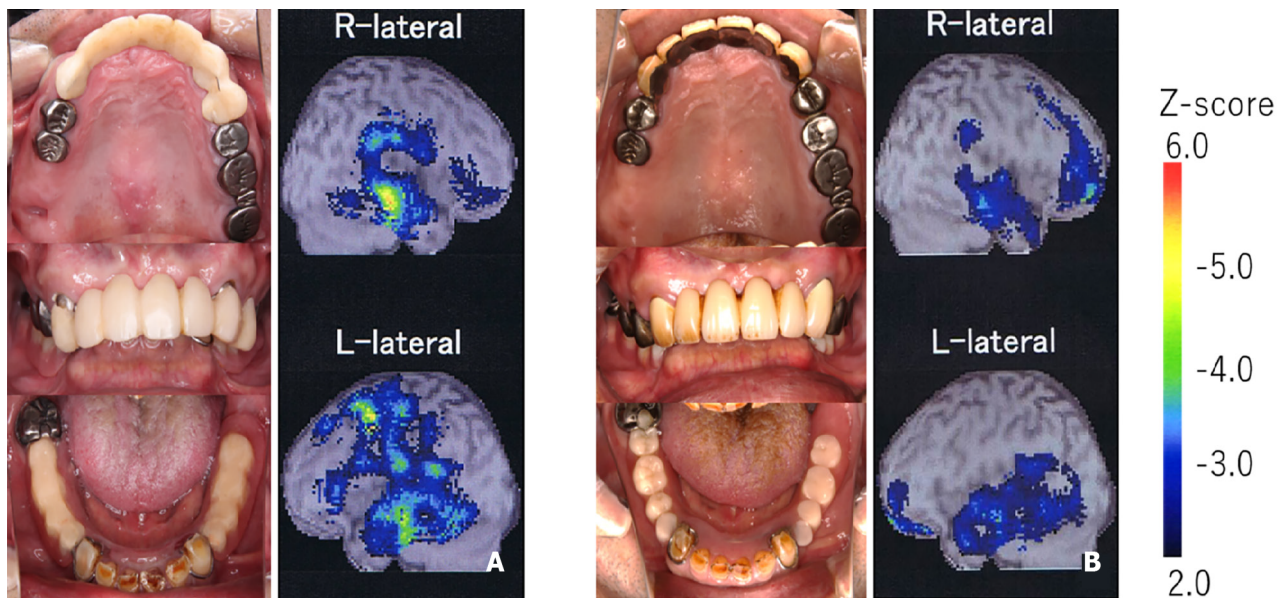 R-lateral
L-lateral
A
R-lateral
L-lateral
B
Z-score
6.0
-5.0
-4.0
-3.0
2.0